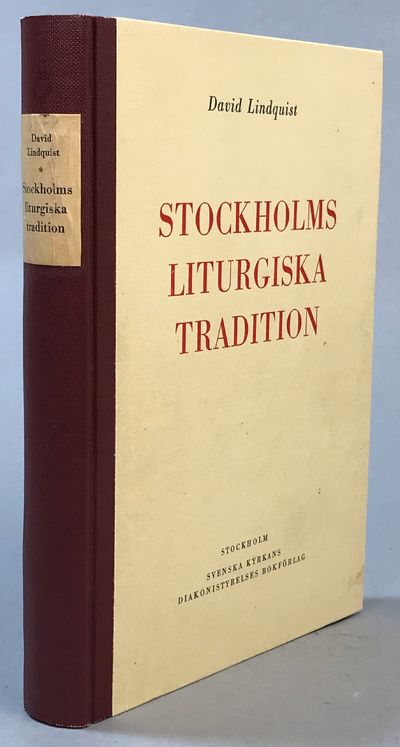 David
Lindquist
*
Stockholms
liturgiska
tradition
David Lindquist
STOCKHOLMS
LITURGISKA
TRADITION
STOCKHOLM
SVENSKA KYRKANS
DIAKONISTYRELSES BOKFÖRLAG